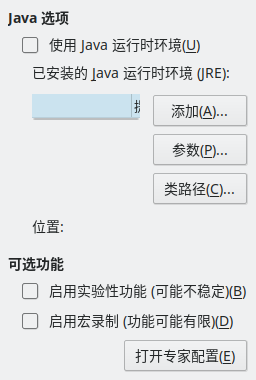 Java 选项
使用 Java 运行时环境(U)
已安装的 Java 运行时环境 (JRE):
添加(A)...
参数(P)...
类路径(C)...
位置:
可选功能
启用实验性功能 (可能不稳定)(B)
启用宏录制 (功能可能有限)(D)
打开专家配置(E)